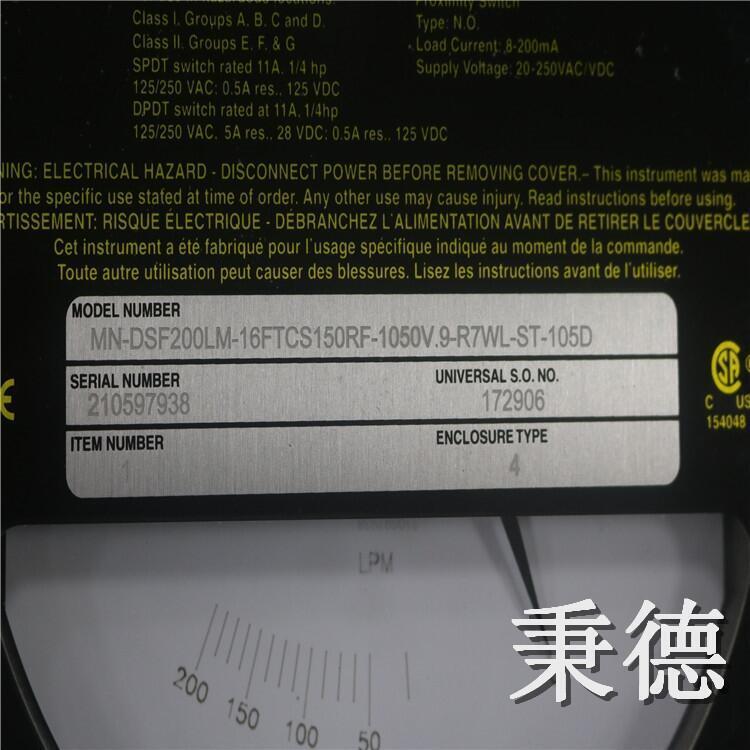 Proximity Switch
Class I. Groups A. B. C and D.
Type: N.O.
Class II. Groups E. F. & G
Load Current: 8-200mA
SPDT switch rated 11A. 1/4 hp
Supply Voltage: 20-250VAC/VDC
125/250 VAC: 0.5A res.. 125 VDC
DPDT switch rated at 11A. 1/4hp
125/250 VAC. 5A res.. 28 VDC: 0.5A res.. 125 VDC
NING: ELECTRICAL HAZARD - DISCONNECT POWER BEFORE REMOVING COVER.- This instrument was ma
or the specific use stated at time of order. Any other use may cause injury. Read instructions before using.
RTISSEMENT: RISQUE ÉLECTRIQUE - DÉBRANCHEZ L'ALIMENTATION AVANT DE RETIRER LE COUVERCLE
Cet instrument a été fabriqué pour l'usage spécifique indiqué au moment de la commande.
Toute autre utilisation peut causer des blessures. Lisez les instructions avant de l'utiliser.
MODEL NUMBER
MN-DSF200LM-16FTCS150RF-1050V.9-R7WL-ST-105D
SERIAL NUMBER
UNIVERSAL S.O. NO.
210597938
172906
ITEM NUMBER
ENCLOSURE TYPE
1
4
CE
C US
154048
LPM
200
150
100
50
秉德